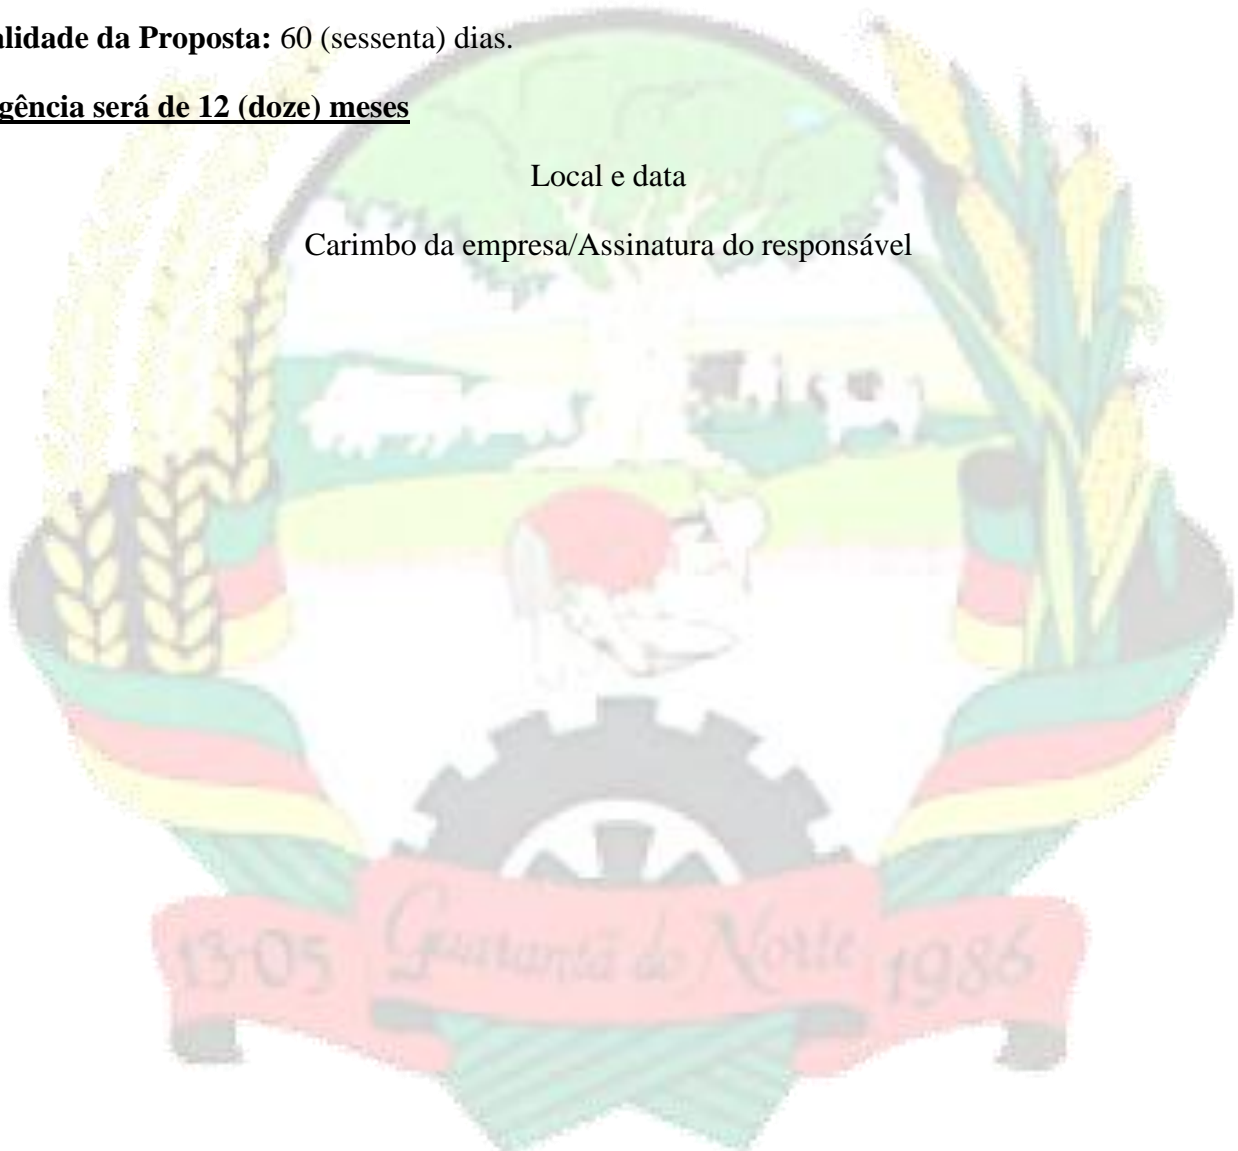 alidade da Proposta: 60 (sessenta) dias.
gência será de 12 (doze) meses
Local e data
Carimbo da empresa/Assinatura do responsável
13-05 Guarantã do Norte 1986